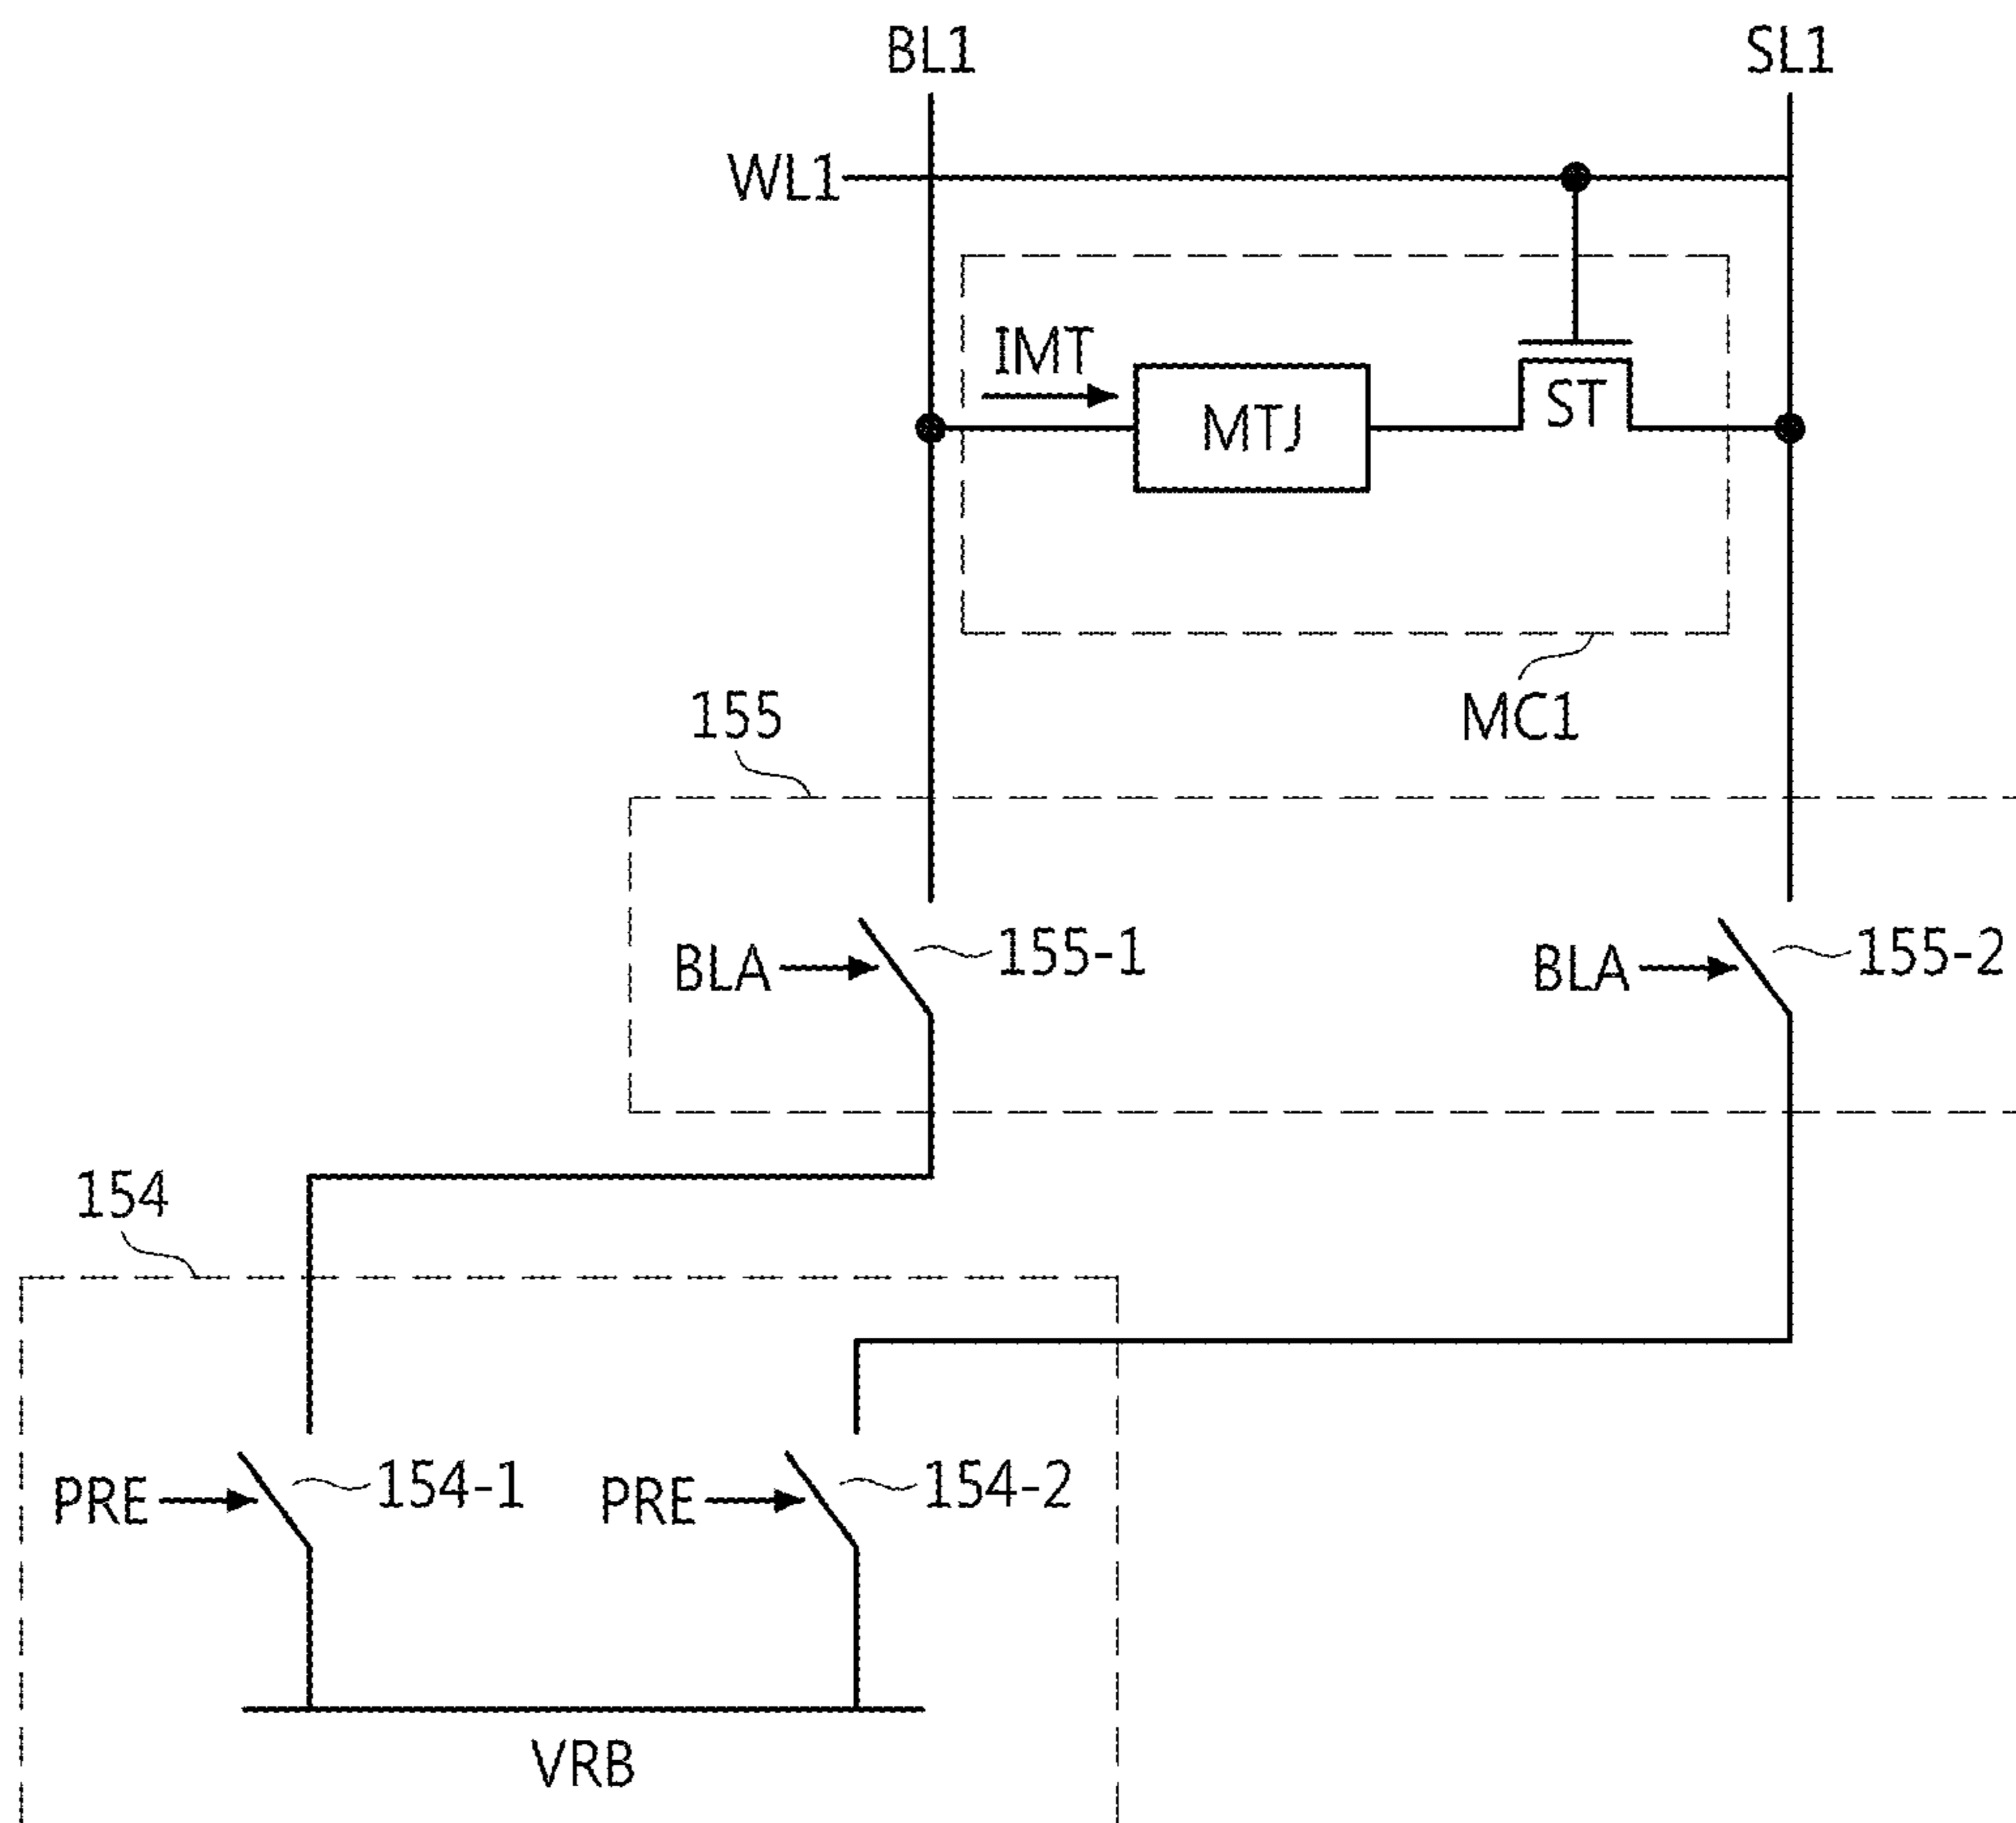 BL1
SL1
WL1
IMT
MTJ
ST
MC1
155
BLA
155-1
BLA
155-2
154
PRE
154-1
PRE
154-2
VRB